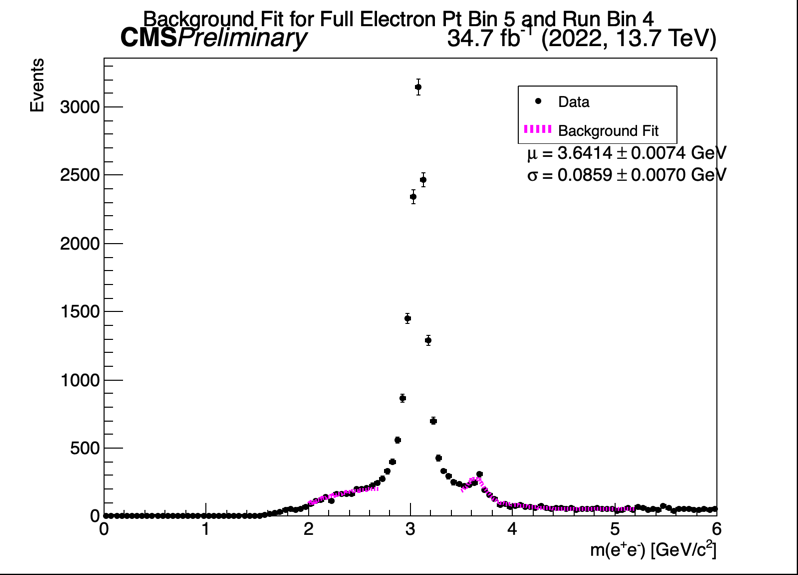 Background Fit for Full Electron Pt Bin 5 and Run Bin 4
CMS Preliminary 34.7 fb⁻¹ (2022, 13.7 TeV)
Events
3000
2500
2000
1500
1000
500
0
Data
Background Fit
μ = 3.6414 ± 0.0074 GeV
σ = 0.0859 ± 0.0070 GeV
0 1 2 3 4 5 6
m(e⁺e⁻) [GeV/c²]